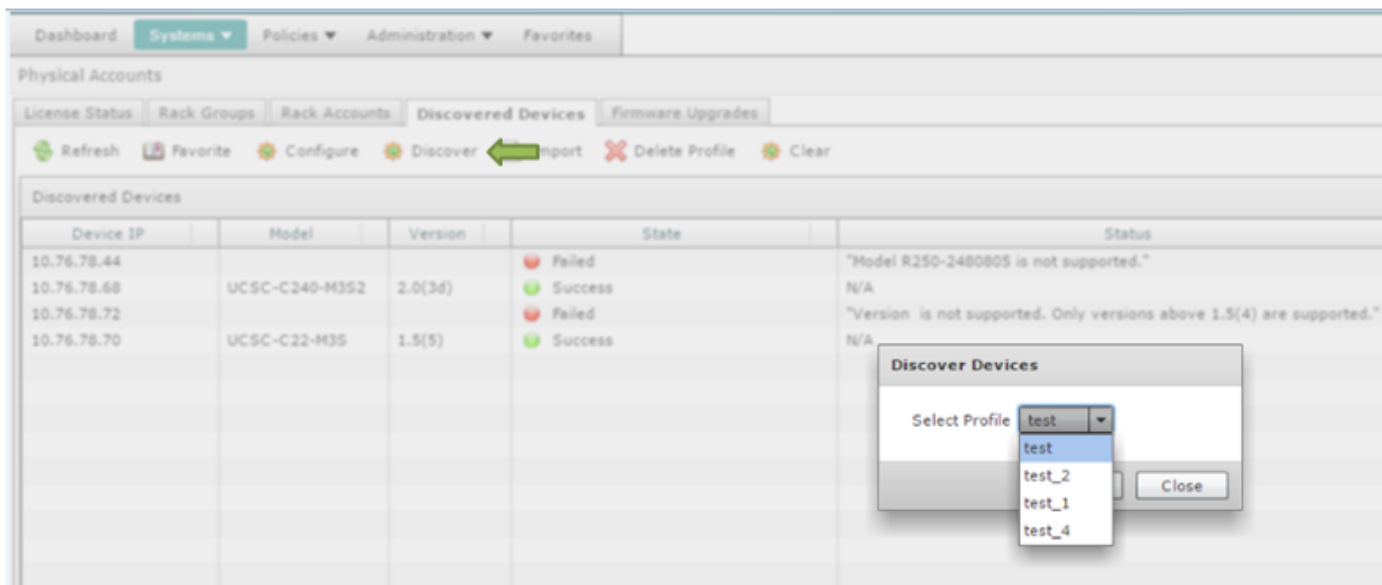 Dashboard Systems ▼ Policies ▼ Administration ▼ Favorites
Physical Accounts
License Status Rack Groups Rack Accounts Discovered Devices Firmware Upgrades
Refresh Favorite Configure Discover mport Delete Profile Clear
Discovered Devices
Device IP Model Version State Status
10.76.78.44 Failed "Model R250-2480805 is not supported."
10.76.78.68 UCSC-C240-M3S2 2.0(3d) Success N/A
10.76.78.72 Failed "Version is not supported. Only versions above 1.5(4) are supported."
10.76.78.70 UCSC-C22-M3S 1.5(5) Success N/A
Discover Devices
Select Profile test
test
test_2
Close
test_1
test_4